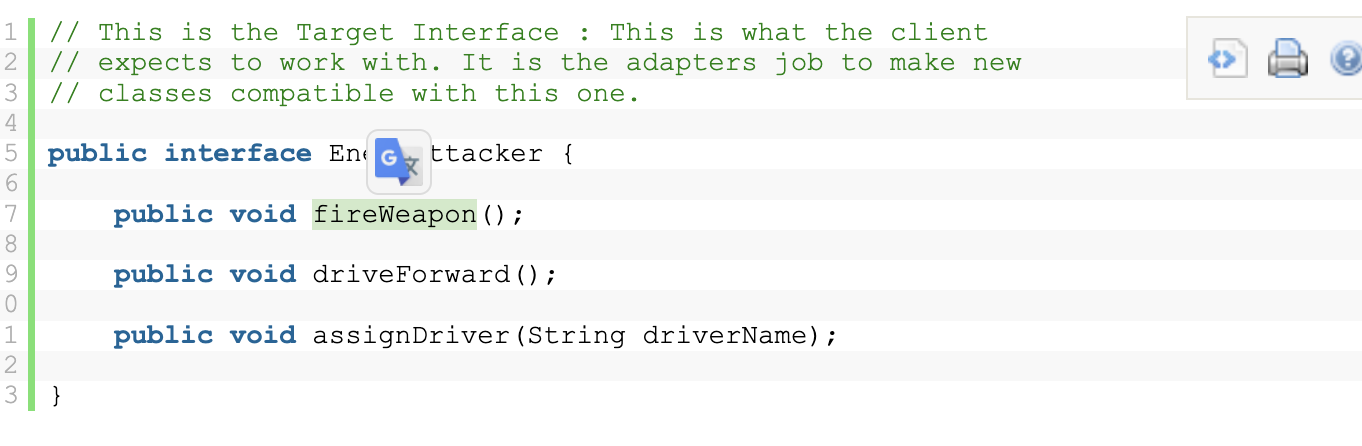 1 // This is the Target Interface : This is what the client
2 // expects to work with. It is the adapters job to make new
3 // classes compatible with this one.
4
5 public interface Ene ttacker {
6
7 public void fireWeapon();
8
9 public void driveForward();
0
1 public void assignDriver(String driverName);
2
3 }